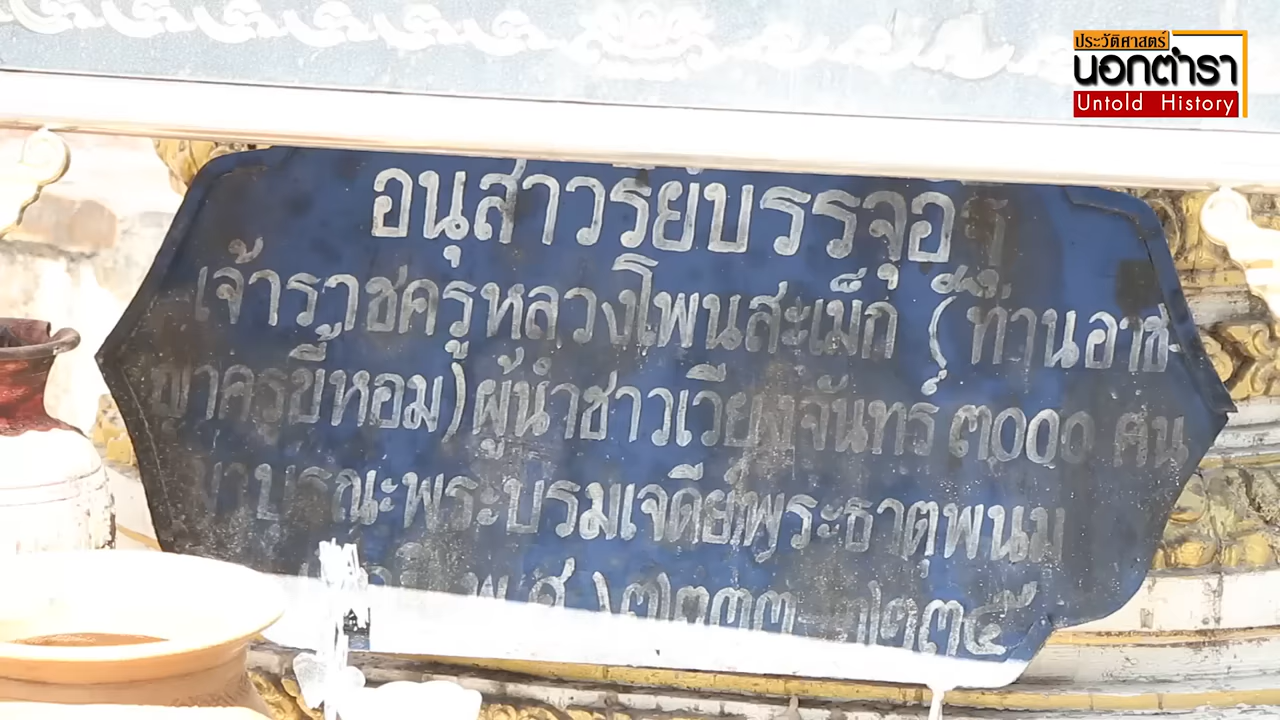 ประวัติศาสตร์
นอกตำรา
Untold History
อนุสาวรีย์บรรจุอัฐิ
เจ้าราชครูหลวงโพนสะเม็ก (ท่านอาช-
ญาครูขี้หอม) ผู้นำชาวเวียงจันทร์ ๓๐๐๐ คน
มาบูรณะพระบรมเจดีย์พระธาตุพนม
พ.ศ. ๒๒๓๓ - ๒๒๓๕